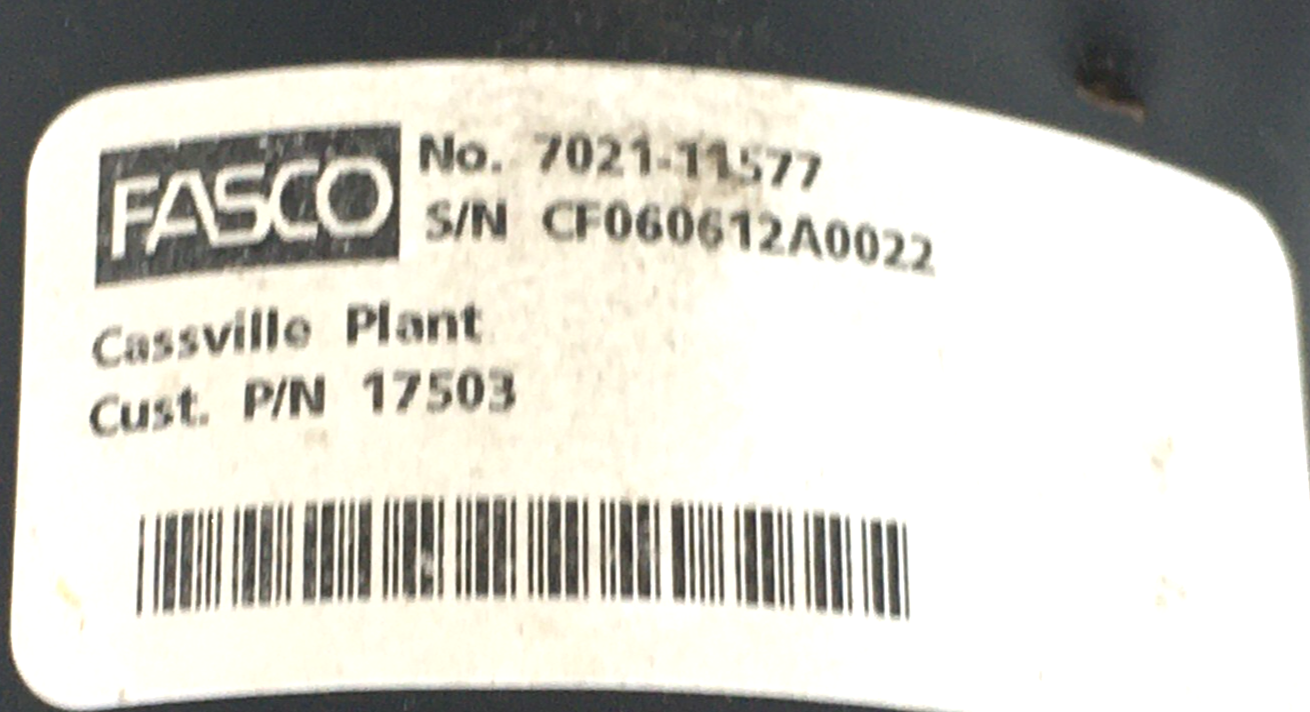 FASCO
No. 7021-11577
S/N CF060612A0022
Cassville Plant
Cust. P/N 17503